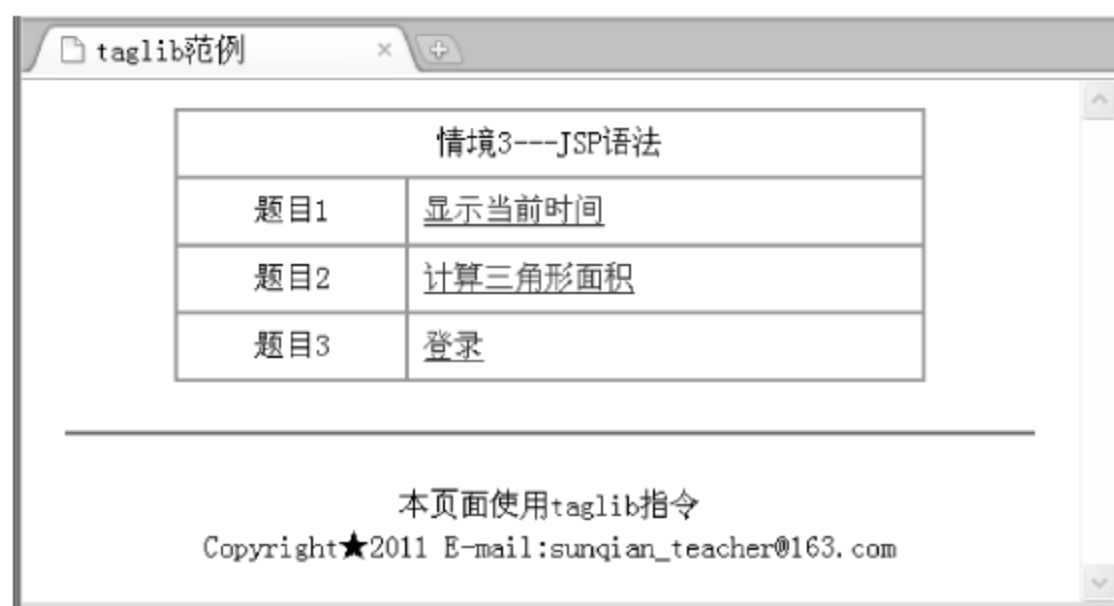 taglib范例
情境3---JSP语法
题目1 显示当前时间
题目2 计算三角形面积
题目3 登录
本页面使用taglib指令
Copyright★2011 E-mail:sunqian_teacher@163.com